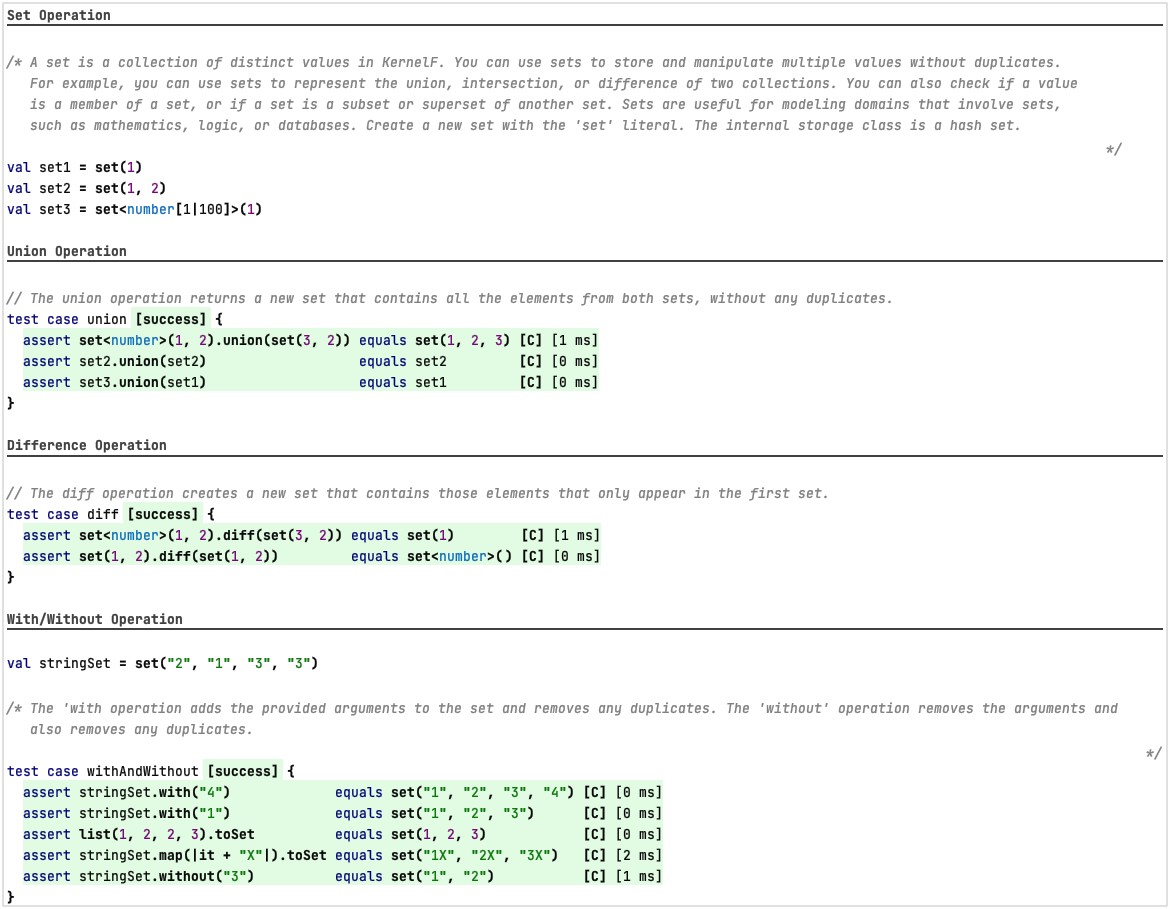 Set Operation
/* A set is a collection of distinct values in KernelF. You can use sets to store and manipulate multiple values without duplicates.
For example, you can use sets to represent the union, intersection, or difference of two collections. You can also check if a value
is a member of a set, or if a set is a subset or superset of another set. Sets are useful for modeling domains that involve sets,
such as mathematics, logic, or databases. Create a new set with the 'set' literal. The internal storage class is a hash set.
*/
val set1 = set(1)
val set2 = set(1, 2)
val set3 = set<number[1|100]>(1)
Union Operation
// The union operation returns a new set that contains all the elements from both sets, without any duplicates.
test case union [success] {
assert set<number>(1, 2).union(set(3, 2)) equals set(1, 2, 3) [C] [1 ms]
assert set2.union(set2) equals set2 [C] [0 ms]
assert set3.union(set1) equals set1 [C] [0 ms]
}
Difference Operation
// The diff operation creates a new set that contains those elements that only appear in the first set.
test case diff [success] {
assert set<number>(1, 2).diff(set(3, 2)) equals set(1) [C] [1 ms]
assert set(1, 2).diff(set(1, 2)) equals set<number>() [C] [0 ms]
}
With/Without Operation
val stringSet = set("2", "1", "3", "3")
/* The 'with operation adds the provided arguments to the set and removes any duplicates. The 'without' operation removes the arguments and
also removes any duplicates.
*/
test case withAndWithout [success] {
assert stringSet.with("4") equals set("1", "2", "3", "4") [C] [0 ms]
assert stringSet.with("1") equals set("1", "2", "3") [C] [0 ms]
assert list(1, 2, 2, 3).toSet equals set(1, 2, 3) [C] [0 ms]
assert stringSet.map(|it + "X"|).toSet equals set("1X", "2X", "3X") [C] [2 ms]
assert stringSet.without("3") equals set("1", "2") [C] [1 ms]
}